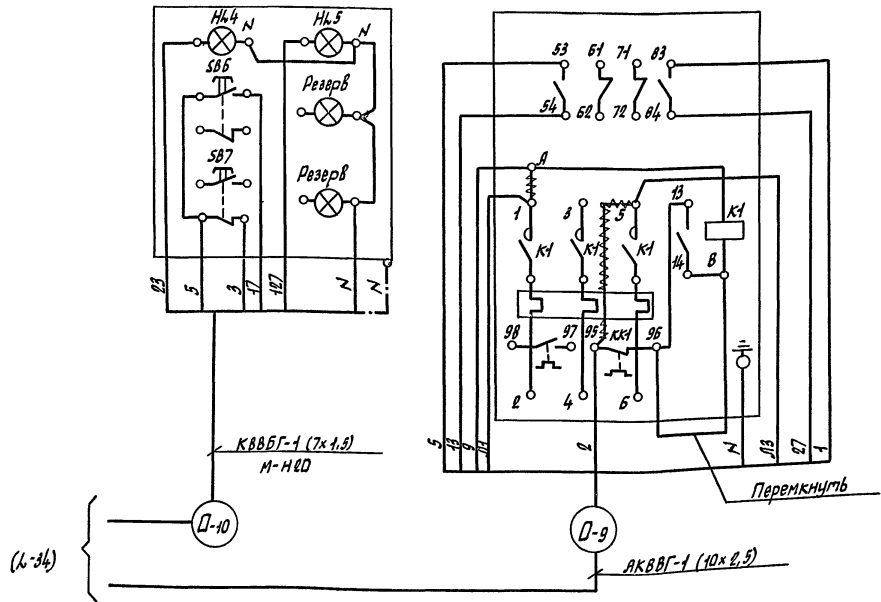 HL4
N
HL5
N
SB6
Резерв
SB7
Резерв
23
5
3
17
127
N
N
КВВБГ-1 (7х1,5)
М-Н20
О-10
(L-34)
53
61
71
83
54
62
72
84
А
1
3
5
13
К1
К1
К1
К1
14
В
98
97
95
КК1
96
2
4
6
5
13
9
Л1
2
N
Л3
27
1
Перемкнуть
О-9
АКВВГ-1 (10х2,5)